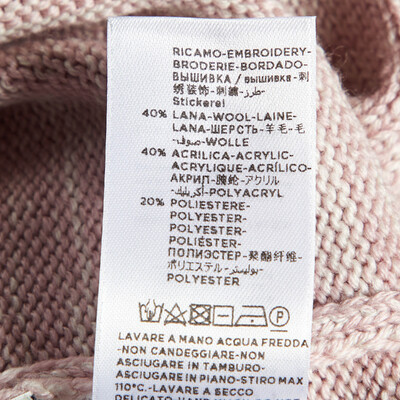 RICAMO-EMBROIDERY-
BRODERIE-BORDADO-
ВЫШИВКА / вышивка-刺
绣装饰-刺繍-طرز-
Stickerei
40% LANA-WOOL-LAINE-
LANA-ШЕРСТЬ-羊毛-毛
-صوف-WOLLE
40% ACRILICA-ACRYLIC-
ACRYLIQUE-ACRÍLICO-
АКРИЛ-腈纶-アクリル
-أكريليك-POLYACRYL
20% POLIESTERE-
POLYESTER-
POLYESTER-
POLIÉSTER-
ПОЛИЭСТЕР-聚酯纤维-
ポリエステル-بوليستر-
POLYESTER
LAVARE A MANO ACQUA FREDDA
-NON CANDEGGIARE-NON
ASCIUGARE IN TAMBURO-
ASCIUGARE IN PIANO-STIRO MAX
110°C.-LAVARE A SECCO